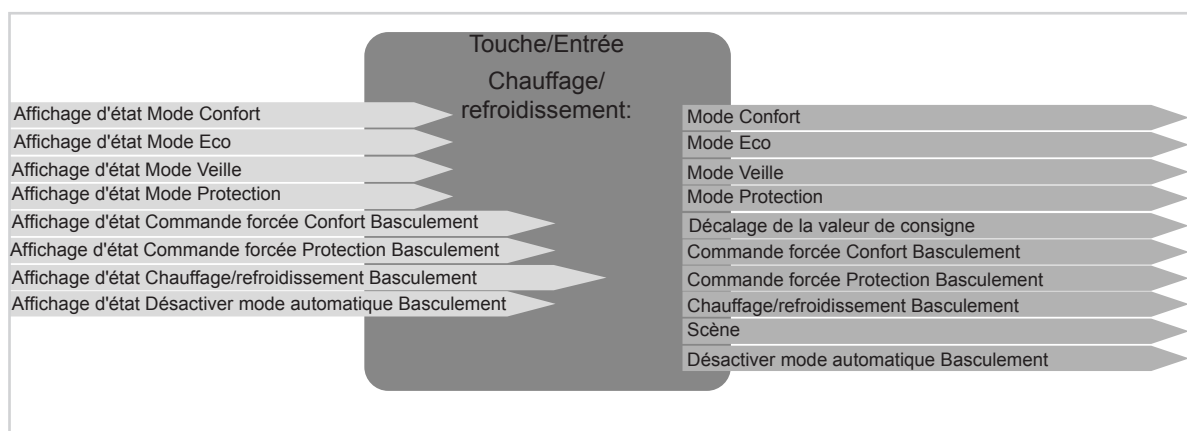 Touche/Entrée
Chauffage/
refroidissement:
Affichage d'état Mode Confort
Affichage d'état Mode Eco
Affichage d'état Mode Veille
Affichage d'état Mode Protection
Affichage d'état Commande forcée Confort Basculement
Affichage d'état Commande forcée Protection Basculement
Affichage d'état Chauffage/refroidissement Basculement
Affichage d'état Désactiver mode automatique Basculement
Mode Confort
Mode Eco
Mode Veille
Mode Protection
Décalage de la valeur de consigne
Commande forcée Confort Basculement
Commande forcée Protection Basculement
Chauffage/refroidissement Basculement
Scène
Désactiver mode automatique Basculement